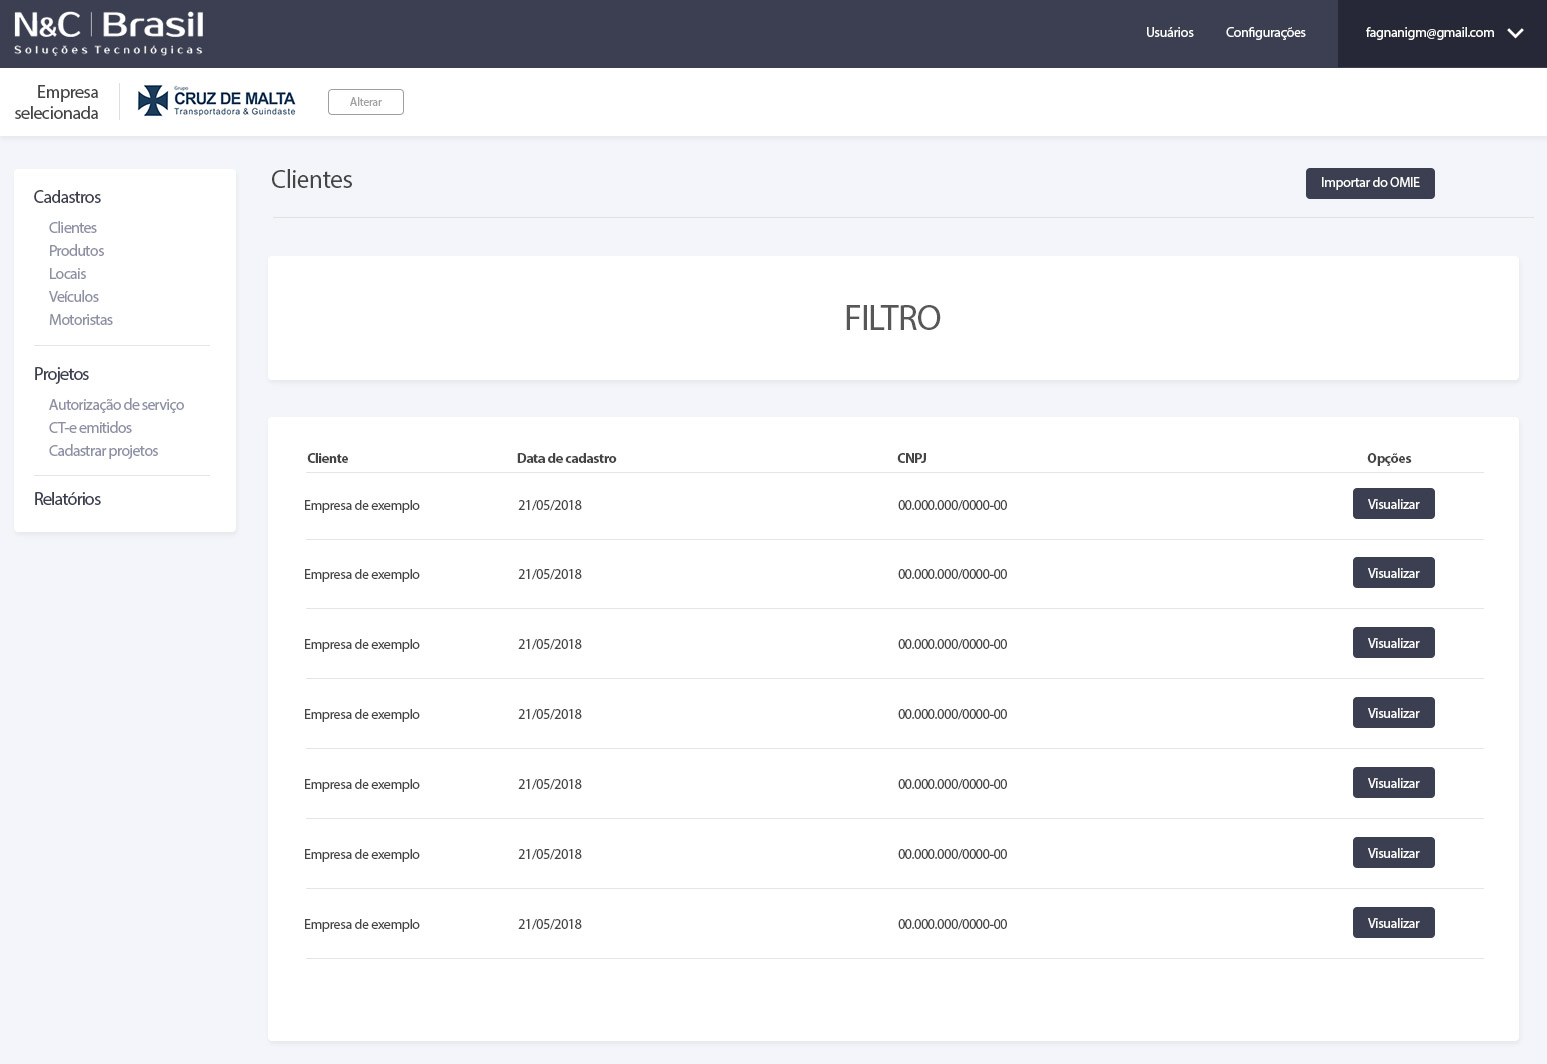 N&C | Brasil
Soluções Tecnológicas
Usuários Configurações fagnanigm@gmail.com
Empresa
selecionada
Grupo
CRUZ DE MALTA
Transportadora & Guindaste
Alterar
Cadastros
Clientes
Produtos
Locais
Veículos
Motoristas
Projetos
Autorização de serviço
CT-e emitidos
Cadastrar projetos
Relatórios
Clientes
Importar do OMIE
FILTRO
Cliente Data de cadastro CNPJ Opções
Empresa de exemplo 21/05/2018 00.000.000/0000-00 Visualizar
Empresa de exemplo 21/05/2018 00.000.000/0000-00 Visualizar
Empresa de exemplo 21/05/2018 00.000.000/0000-00 Visualizar
Empresa de exemplo 21/05/2018 00.000.000/0000-00 Visualizar
Empresa de exemplo 21/05/2018 00.000.000/0000-00 Visualizar
Empresa de exemplo 21/05/2018 00.000.000/0000-00 Visualizar
Empresa de exemplo 21/05/2018 00.000.000/0000-00 Visualizar